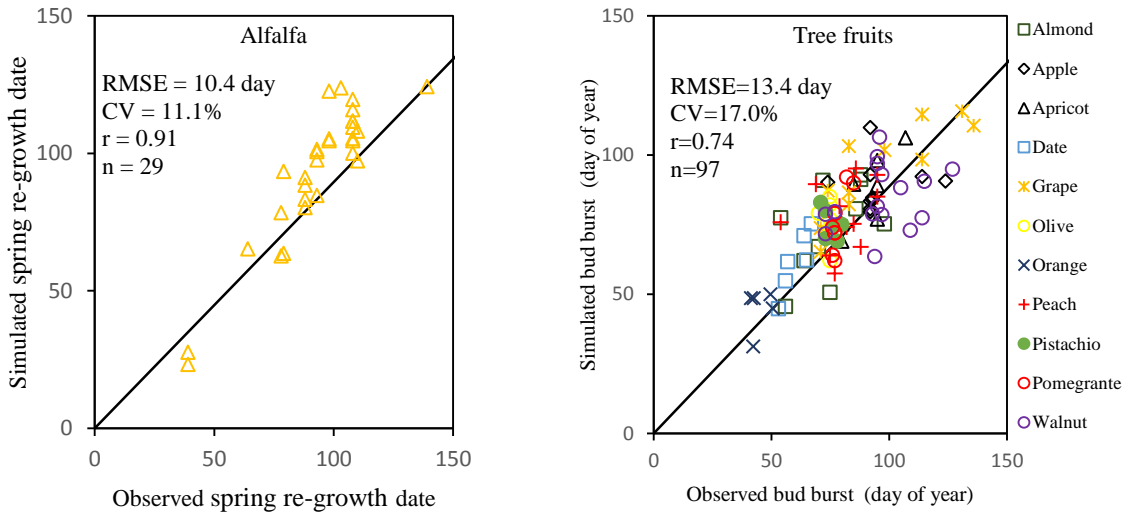 Alfalfa
RMSE = 10.4 day
CV = 11.1%
r = 0.91
n = 29
Simulated spring re-growth date
150
100
50
0
0 50 100 150
Observed spring re-growth date
Tree fruits
RMSE=13.4 day
CV=17.0%
r=0.74
n=97
Simulated bud burst (day of year)
150
100
50
0
0 50 100 150
Observed bud burst (day of year)
Almond
Apple
Apricot
Date
Grape
Olive
Orange
Peach
Pistachio
Pomegrante
Walnut